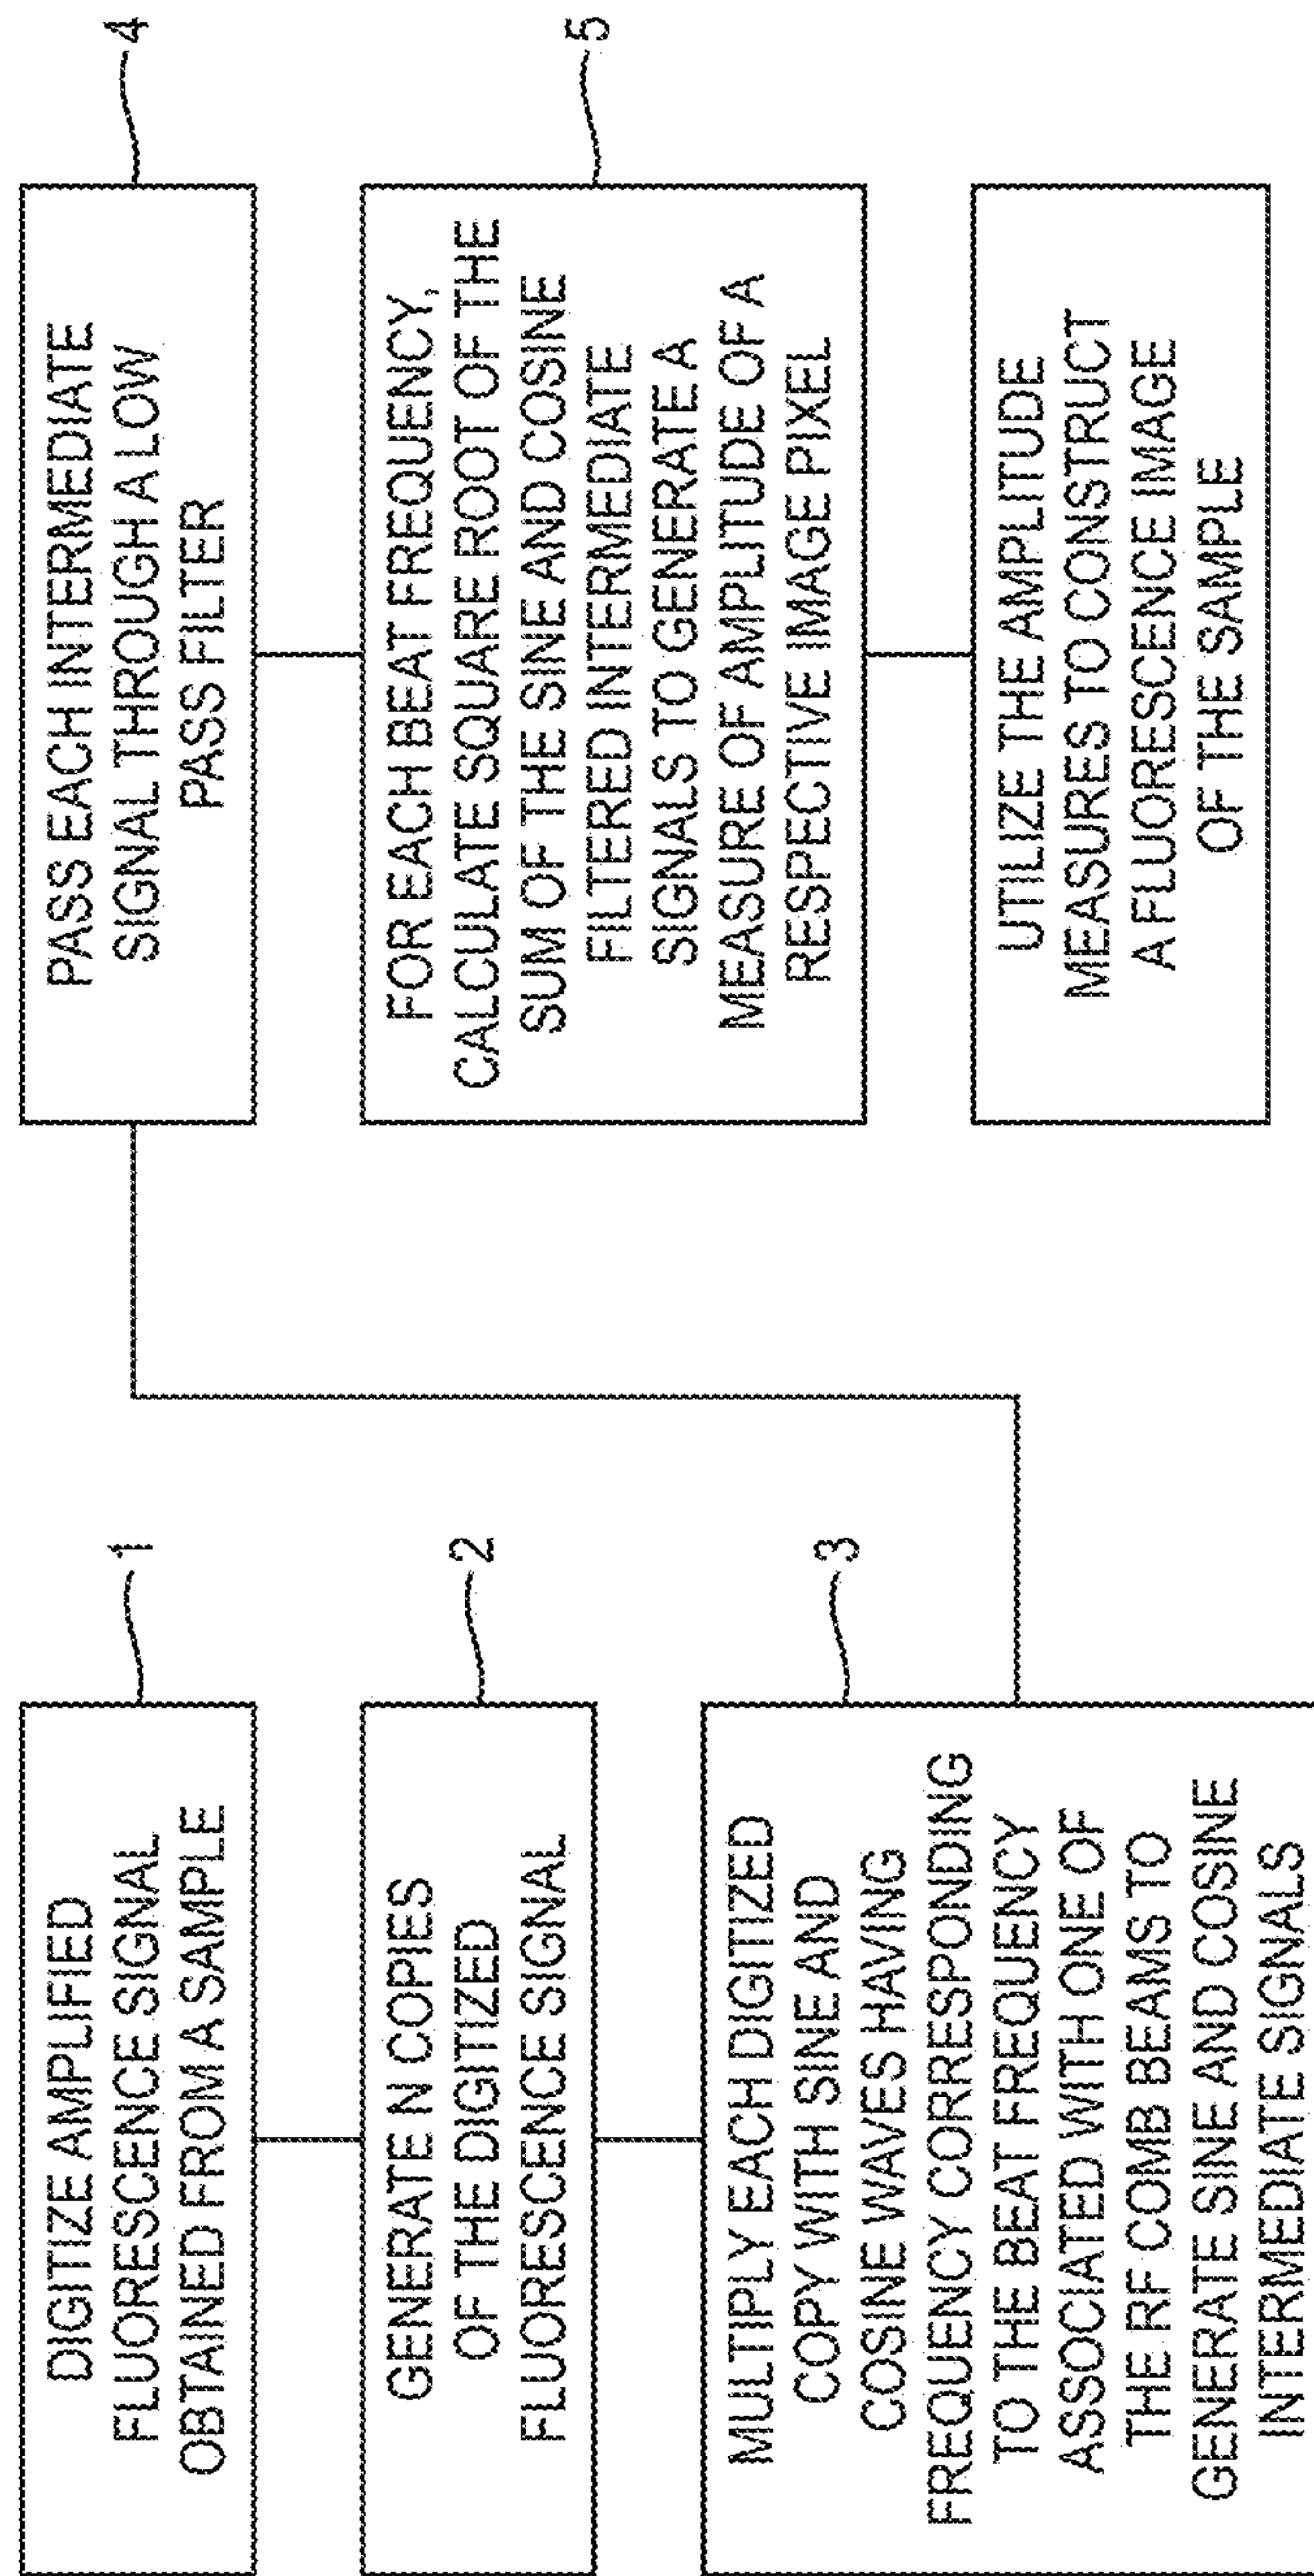 DIGITIZE AMPLIFIED
FLUORESCENCE SIGNAL
OBTAINED FROM A SAMPLE
1
GENERATE N COPIES
OF THE DIGITIZED
FLUORESCENCE SIGNAL
2
MULTIPLY EACH DIGITIZED
COPY WITH SINE AND
COSINE WAVES HAVING
FREQUENCY CORRESPONDING
TO THE BEAT FREQUENCY
ASSOCIATED WITH ONE OF
THE RF COMB BEAMS TO
GENERATE SINE AND COSINE
INTERMEDIATE SIGNALS
3
PASS EACH INTERMEDIATE
SIGNAL THROUGH A LOW
PASS FILTER
4
FOR EACH BEAT FREQUENCY,
CALCULATE SQUARE ROOT OF THE
SUM OF THE SINE AND COSINE
FILTERED INTERMEDIATE
SIGNALS TO GENERATE A
MEASURE OF AMPLITUDE OF A
RESPECTIVE IMAGE PIXEL
5
UTILIZE THE AMPLITUDE
MEASURES TO CONSTRUCT
A FLUORESCENCE IMAGE
OF THE SAMPLE